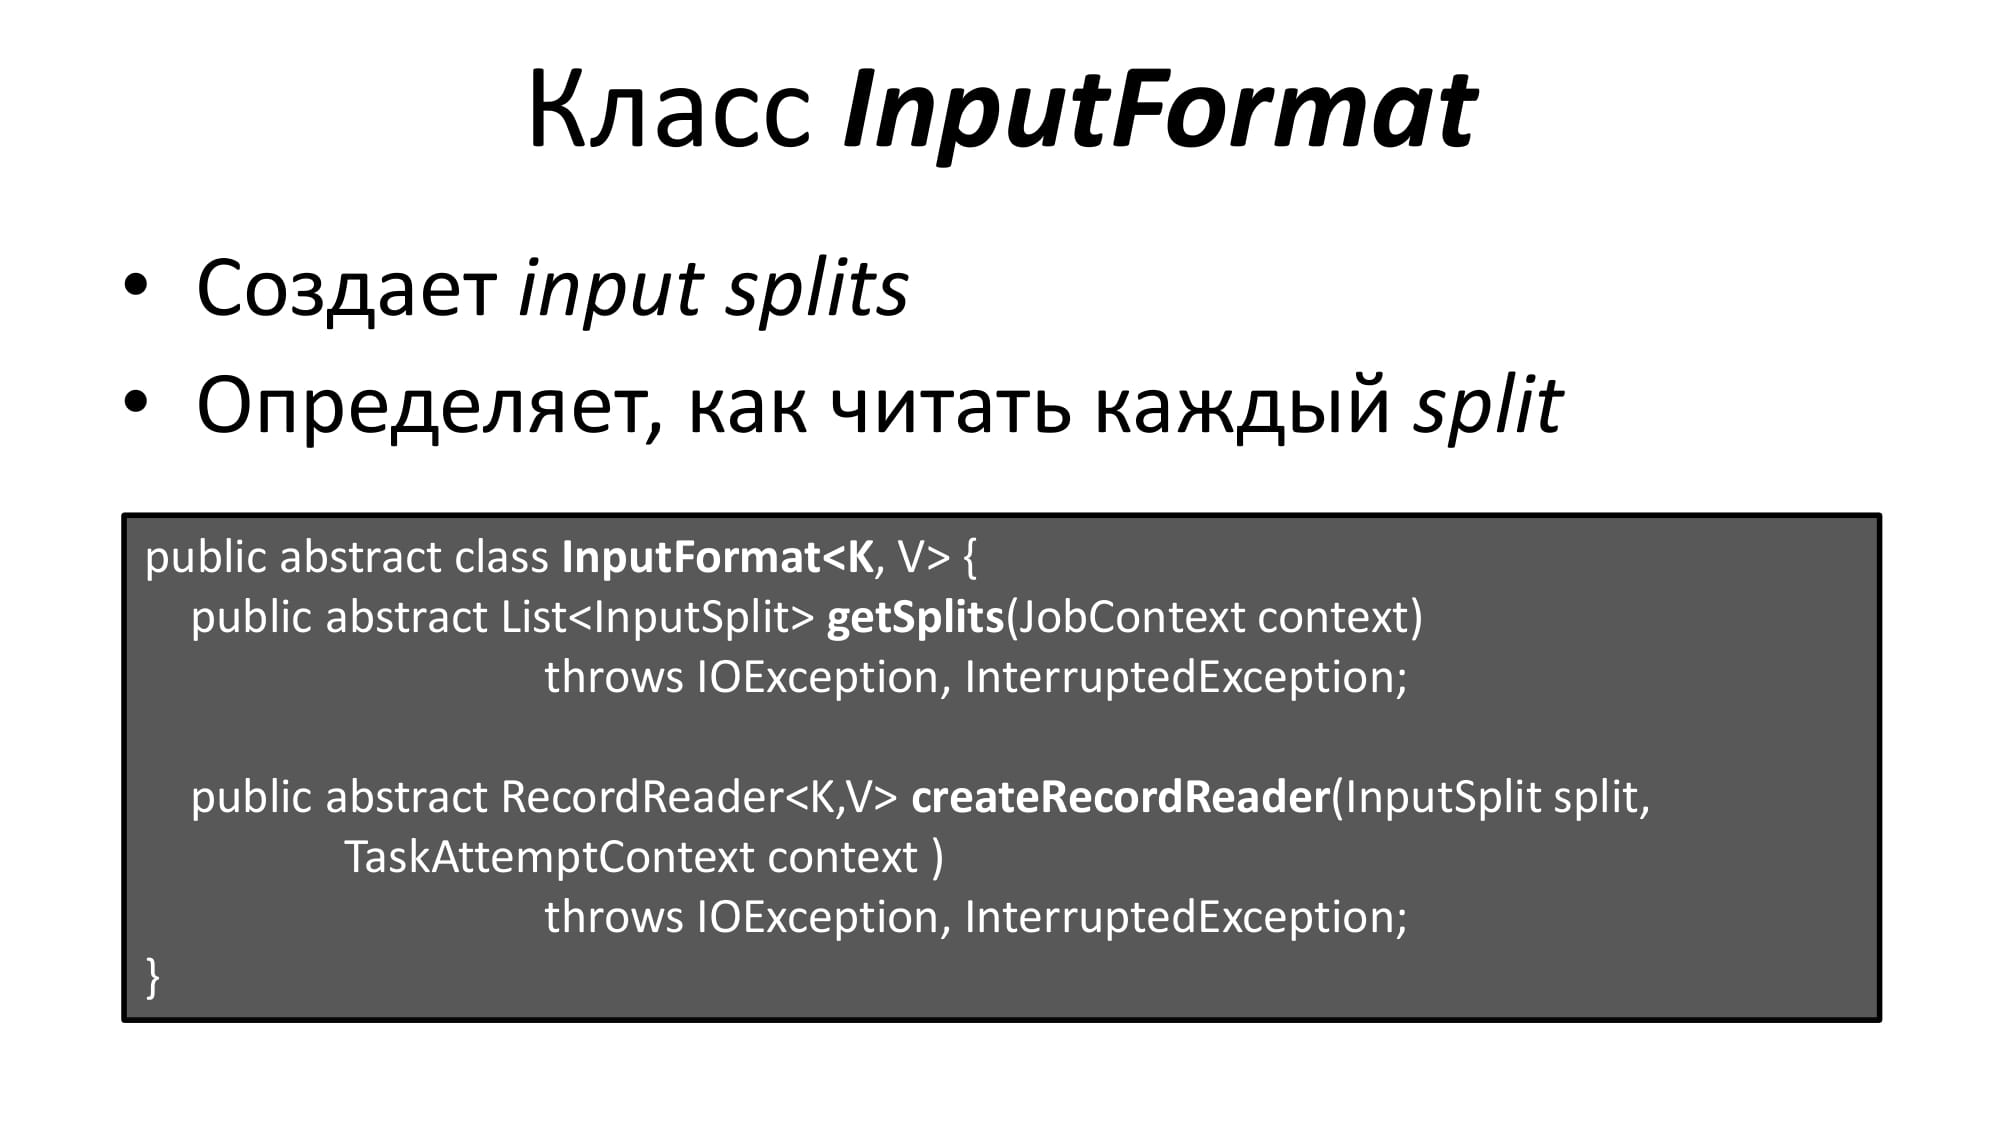 Класс InputFormat
• Создает input splits
• Определяет, как читать каждый split
public abstract class InputFormat<K, V> {
public abstract List<InputSplit> getSplits(JobContext context)
throws IOException, InterruptedException;
public abstract RecordReader<K,V> createRecordReader(InputSplit split,
TaskAttemptContext context )
throws IOException, InterruptedException;
}